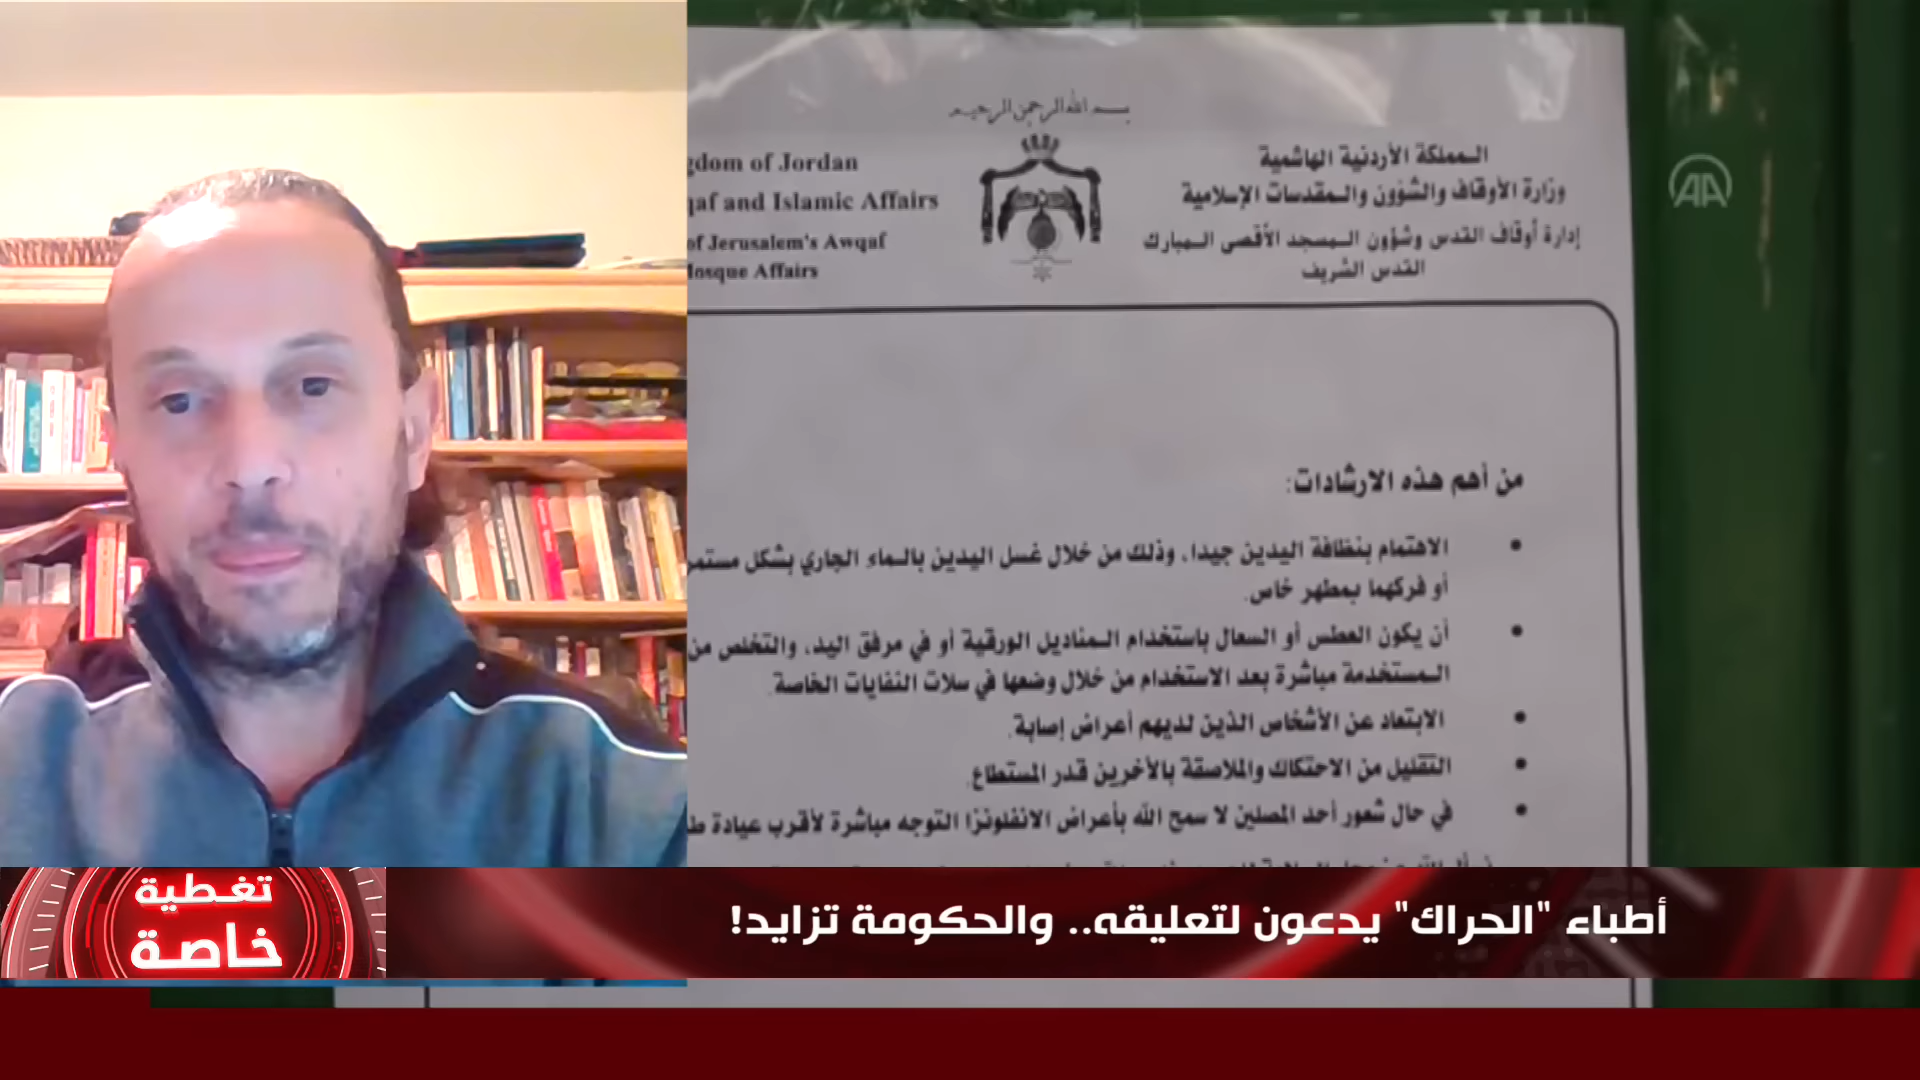 بسم الله الرحمن الرحيم
gdom of Jordan
المملكة الأردنية الهاشمية
qaf and Islamic Affairs
وزارة الأوقاف والشؤون والمقدسات الإسلامية
of Jerusalem's Awqaf
إدارة أوقاف القدس وشؤون المسجد الأقصى المبارك
Mosque Affairs
القدس الشريف
AA
من أهم هذه الارشادات:
• الاهتمام بنظافة اليدين جيدا، وذلك من خلال غسل اليدين بالماء الجاري بشكل مستمر
أو فركهما بمطهر خاص.
• أن يكون العطس أو السعال باستخدام المناديل الورقية أو في مرفق اليد، والتخلص من
المستخدمة مباشرة بعد الاستخدام من خلال وضعها في سلات النفايات الخاصة.
• الابتعاد عن الأشخاص الذين لديهم أعراض إصابة.
• التقليل من الاحتكاك والملاصقة بالأخرين قدر المستطاع.
• في حال شعور أحد المصلين لا سمح الله بأعراض الانفلونزا التوجه مباشرة لأقرب عيادة ط
تغطية
خاصة
أطباء "الحراك" يدعون لتعليقه.. والحكومة تزايد!